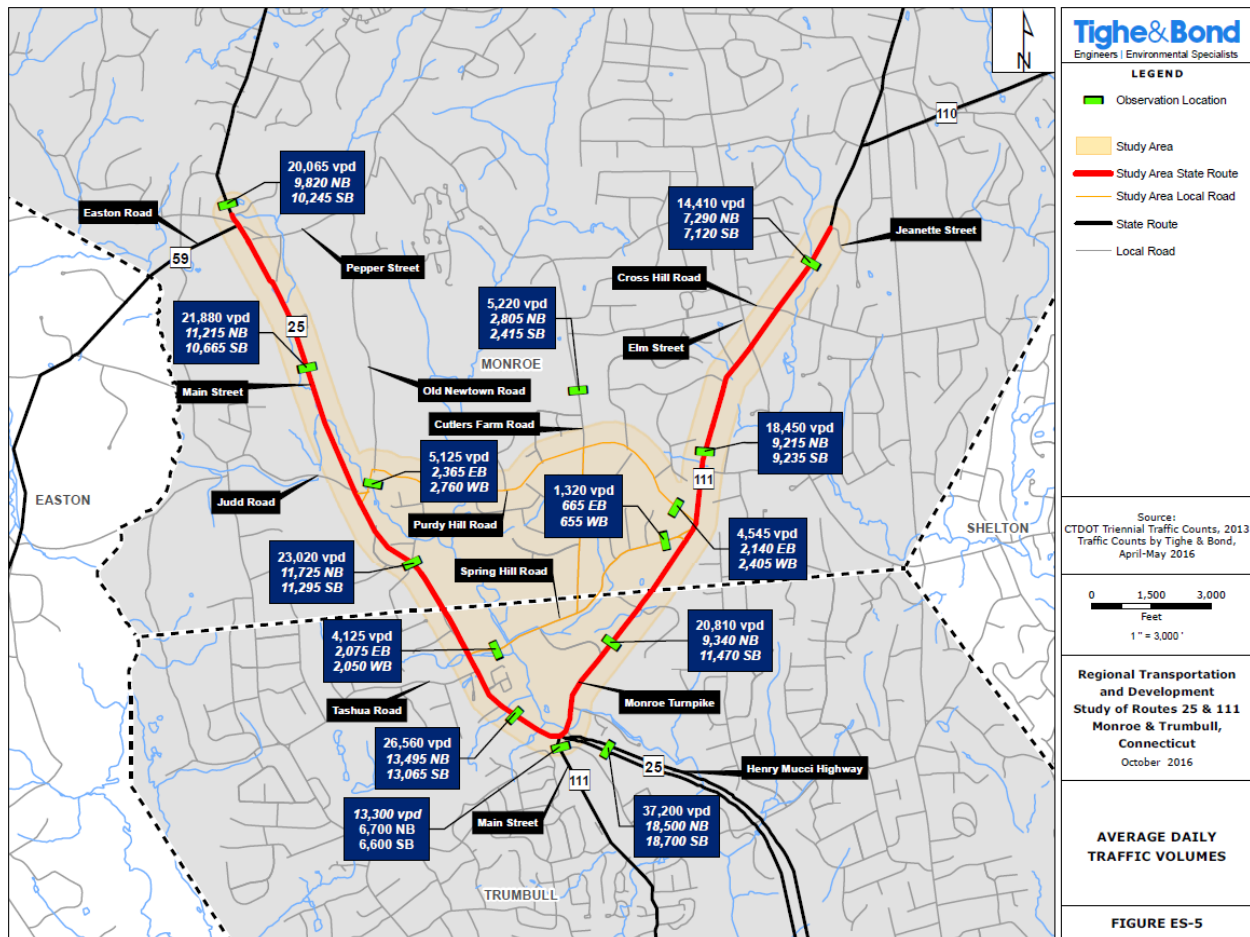 N
20,065 vpd
9,820 NB
10,245 SB
Easton Road
59
Pepper Street
110
14,410 vpd
7,290 NB
7,120 SB
Jeanette Street
Cross Hill Road
21,880 vpd
11,215 NB
10,665 SB
25
5,220 vpd
2,805 NB
2,415 SB
Elm Street
MONROE
Main Street
Old Newtown Road
Cutlers Farm Road
18,450 vpd
9,215 NB
9,235 SB
5,125 vpd
2,365 EB
2,760 WB
111
EASTON
Judd Road
Purdy Hill Road
1,320 vpd
665 EB
655 WB
SHELTON
4,545 vpd
2,140 EB
2,405 WB
23,020 vpd
11,725 NB
11,295 SB
Spring Hill Road
4,125 vpd
2,075 EB
2,050 WB
20,810 vpd
9,340 NB
11,470 SB
Tashua Road
Monroe Turnpike
26,560 vpd
13,495 NB
13,065 SB
25
Henry Mucci Highway
111
13,300 vpd
6,700 NB
6,600 SB
Main Street
37,200 vpd
18,500 NB
18,700 SB
TRUMBULL
Tighe&Bond
Engineers | Environmental Specialists
LEGEND
Observation Location
Study Area
Study Area State Route
Study Area Local Road
State Route
Local Road
Source:
CTDOT Triennial Traffic Counts, 2013
Traffic Counts by Tighe & Bond,
April-May 2016
0 1,500 3,000
Feet
1 " = 3,000 '
Regional Transportation
and Development
Study of Routes 25 & 111
Monroe & Trumbull,
Connecticut
October 2016
AVERAGE DAILY
TRAFFIC VOLUMES
FIGURE ES-5